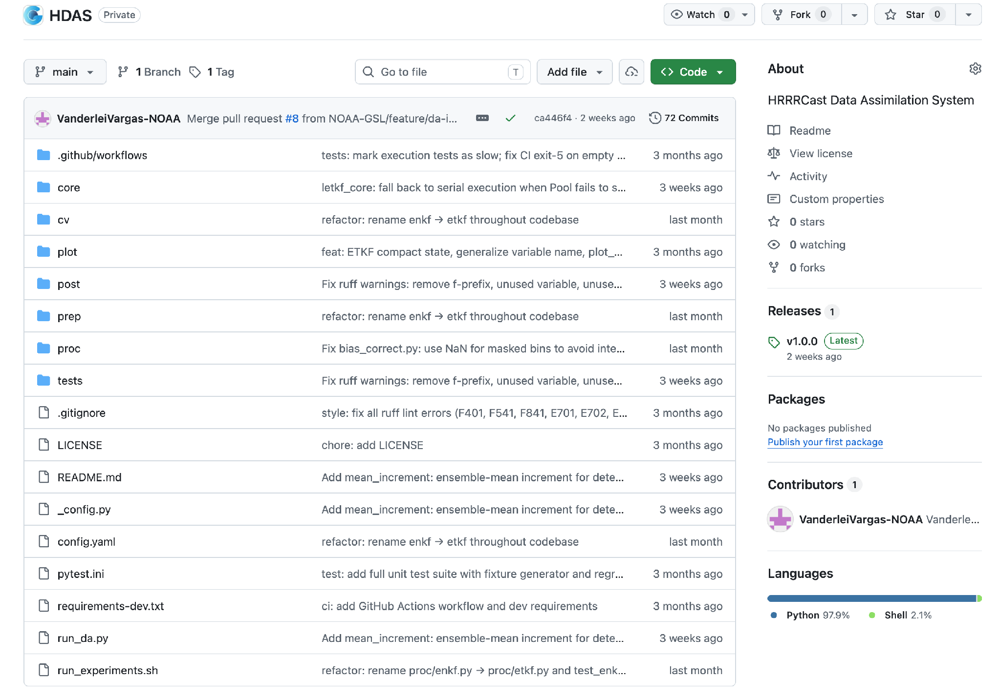 HDAS Private
Watch 0
Fork 0
Star 0
main
1 Branch
1 Tag
Go to file
T
Add file
Code
VanderleiVargas-NOAA Merge pull request #8 from NOAA-GSL/feature/da-i...
ca446f4 · 2 weeks ago
72 Commits
.github/workflows tests: mark execution tests as slow; fix CI exit-5 on empty ... 3 months ago
core letkf_core: fall back to serial execution when Pool fails to s... 3 weeks ago
cv refactor: rename enkf → etkf throughout codebase last month
plot feat: ETKF compact state, generalize variable name, plot_... 3 months ago
post Fix ruff warnings: remove f-prefix, unused variable, unuse... 3 weeks ago
prep refactor: rename enkf → etkf throughout codebase last month
proc Fix bias_correct.py: use NaN for masked bins to avoid inte... last month
tests Fix ruff warnings: remove f-prefix, unused variable, unuse... 3 weeks ago
.gitignore style: fix all ruff lint errors (F401, F541, F841, E701, E702, E... 3 months ago
LICENSE chore: add LICENSE 3 months ago
README.md Add mean_increment: ensemble-mean increment for dete... 3 weeks ago
_config.py Add mean_increment: ensemble-mean increment for dete... 3 weeks ago
config.yaml refactor: rename enkf → etkf throughout codebase last month
pytest.ini test: add full unit test suite with fixture generator and regr... 3 months ago
requirements-dev.txt ci: add GitHub Actions workflow and dev requirements 3 months ago
run_da.py Add mean_increment: ensemble-mean increment for dete... 3 weeks ago
run_experiments.sh refactor: rename proc/enkf.py → proc/etkf.py and test_enk... last month
About
HRRRCast Data Assimilation System
Readme
View license
Activity
Custom properties
0 stars
0 watching
0 forks
Releases 1
v1.0.0 Latest
2 weeks ago
Packages
No packages published
Publish your first package
Contributors 1
VanderleiVargas-NOAA Vanderle...
Languages
Python 97.9%
Shell 2.1%